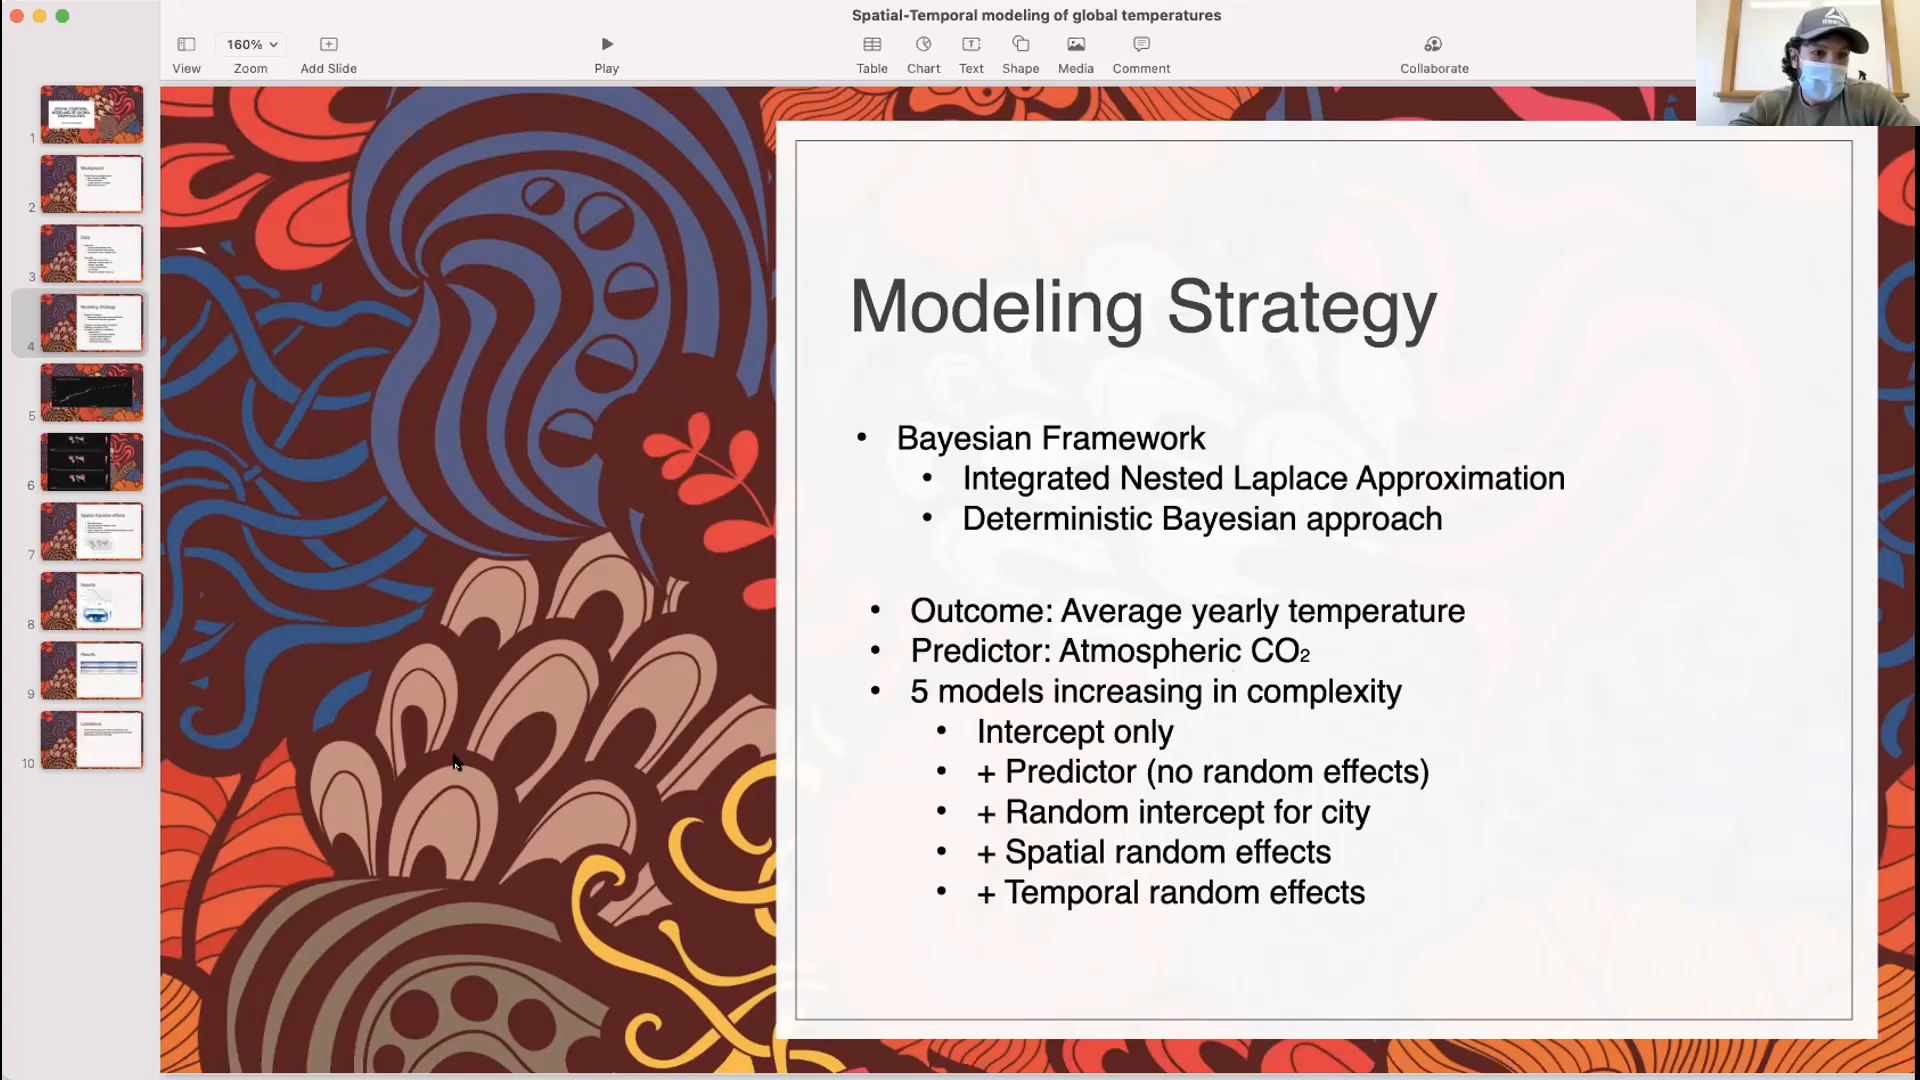 Spatial-Temporal modeling of global temperatures
160%
View
Zoom
Add Slide
Play
Table
Chart
Text
Shape
Media
Comment
Collaborate
1
2
3
4
5
6
7
8
9
10
Modeling Strategy
• Bayesian Framework
• Integrated Nested Laplace Approximation
• Deterministic Bayesian approach
• Outcome: Average yearly temperature
• Predictor: Atmospheric CO₂
• 5 models increasing in complexity
• Intercept only
• + Predictor (no random effects)
• + Random intercept for city
• + Spatial random effects
• + Temporal random effects